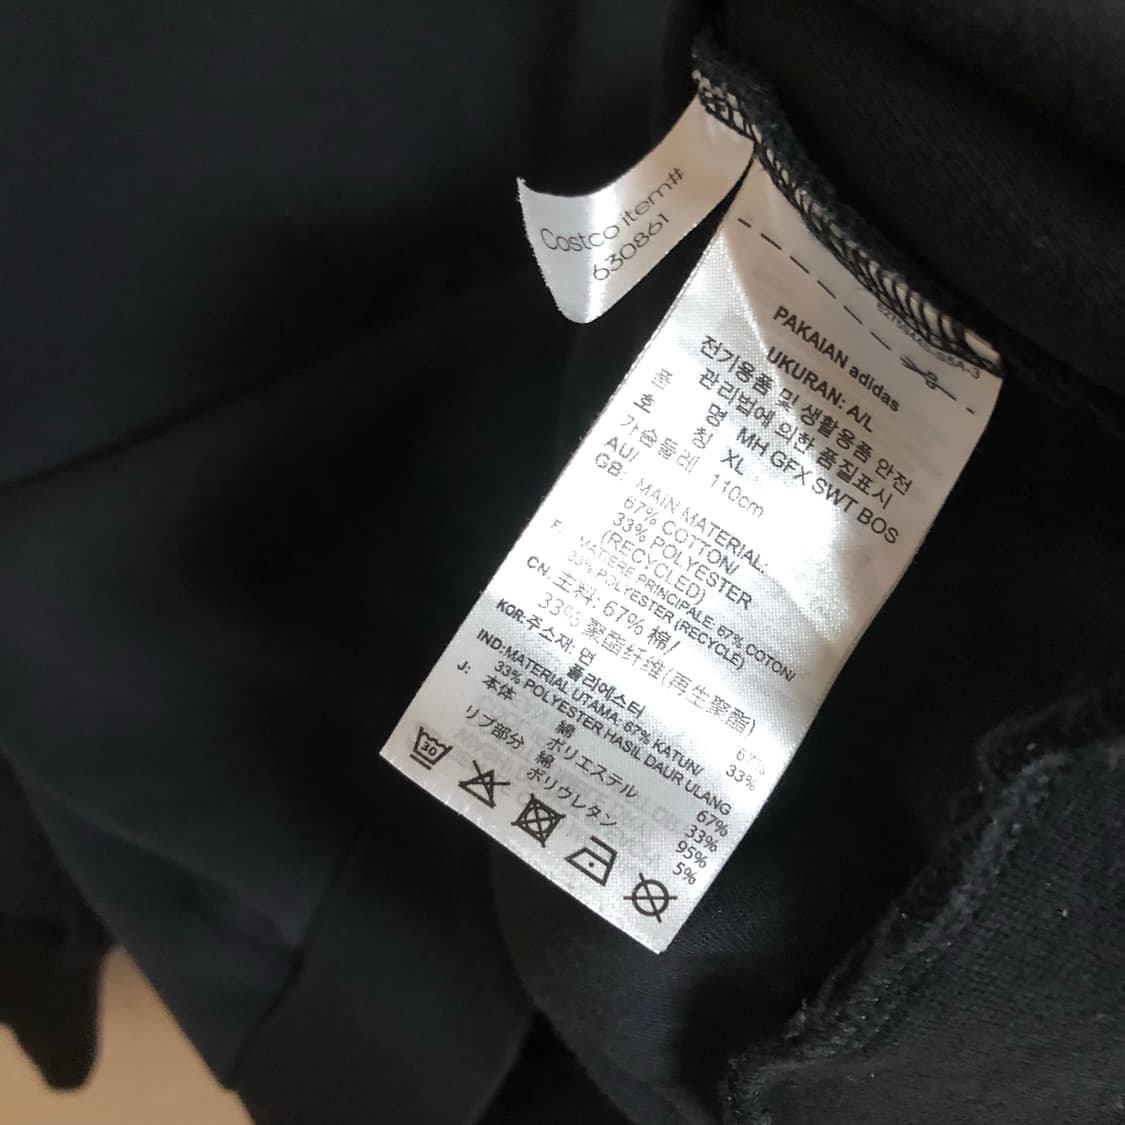 Costco item#
630861
PAKAIAN adidas
UKURAN: A/L
전기용품 및 생활용품 안전
관리법에 의한 품질표시
품 명 MH GFX SWT BOS
호 칭 XL
가슴둘레 110cm
AU/
GB: MAIN MATERIAL:
67% COTTON/
33% POLYESTER
(RECYCLED)
F: MATIERE PRINCIPALE: 67% COTON/
33% POLYESTER (RECYCLÉ)
CN: 主料: 67% 棉/
33% 聚酯纤维(再生聚酯)
KOR:주소재: 면 67%
폴리에스터 33%
IND:MATERIAL UTAMA: 67% KATUN/
33% POLYESTER HASIL DAUR ULANG
J: 本体 綿 67%
ポリエステル 33%
リブ部分 綿 95%
ポリウレタン 5%
30